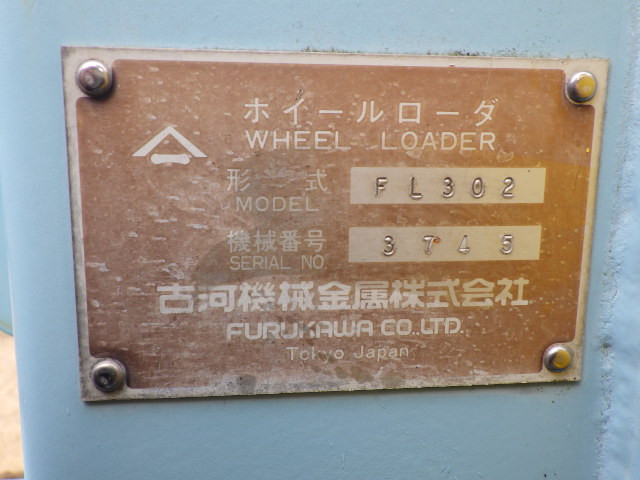 ホイールローダ
WHEEL LOADER
形 式 FL302
MODEL
機械番号 3745
SERIAL NO
古河機械金属株式会社
FURUKAWA CO.,LTD.
Tokyo Japan